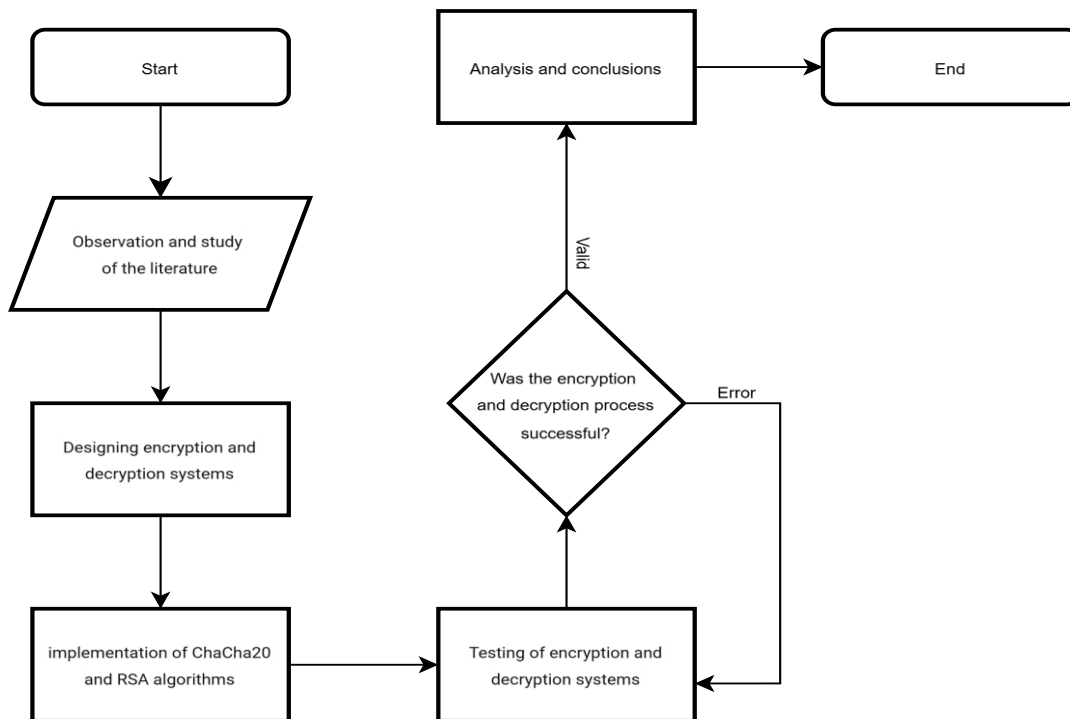 Start
Observation and study
of the literature
Designing encryption and
decryption systems
implementation of ChaCha20
and RSA algorithms
Testing of encryption and
decryption systems
Was the encryption
and decryption process
successful?
Error
Valid
Analysis and conclusions
End